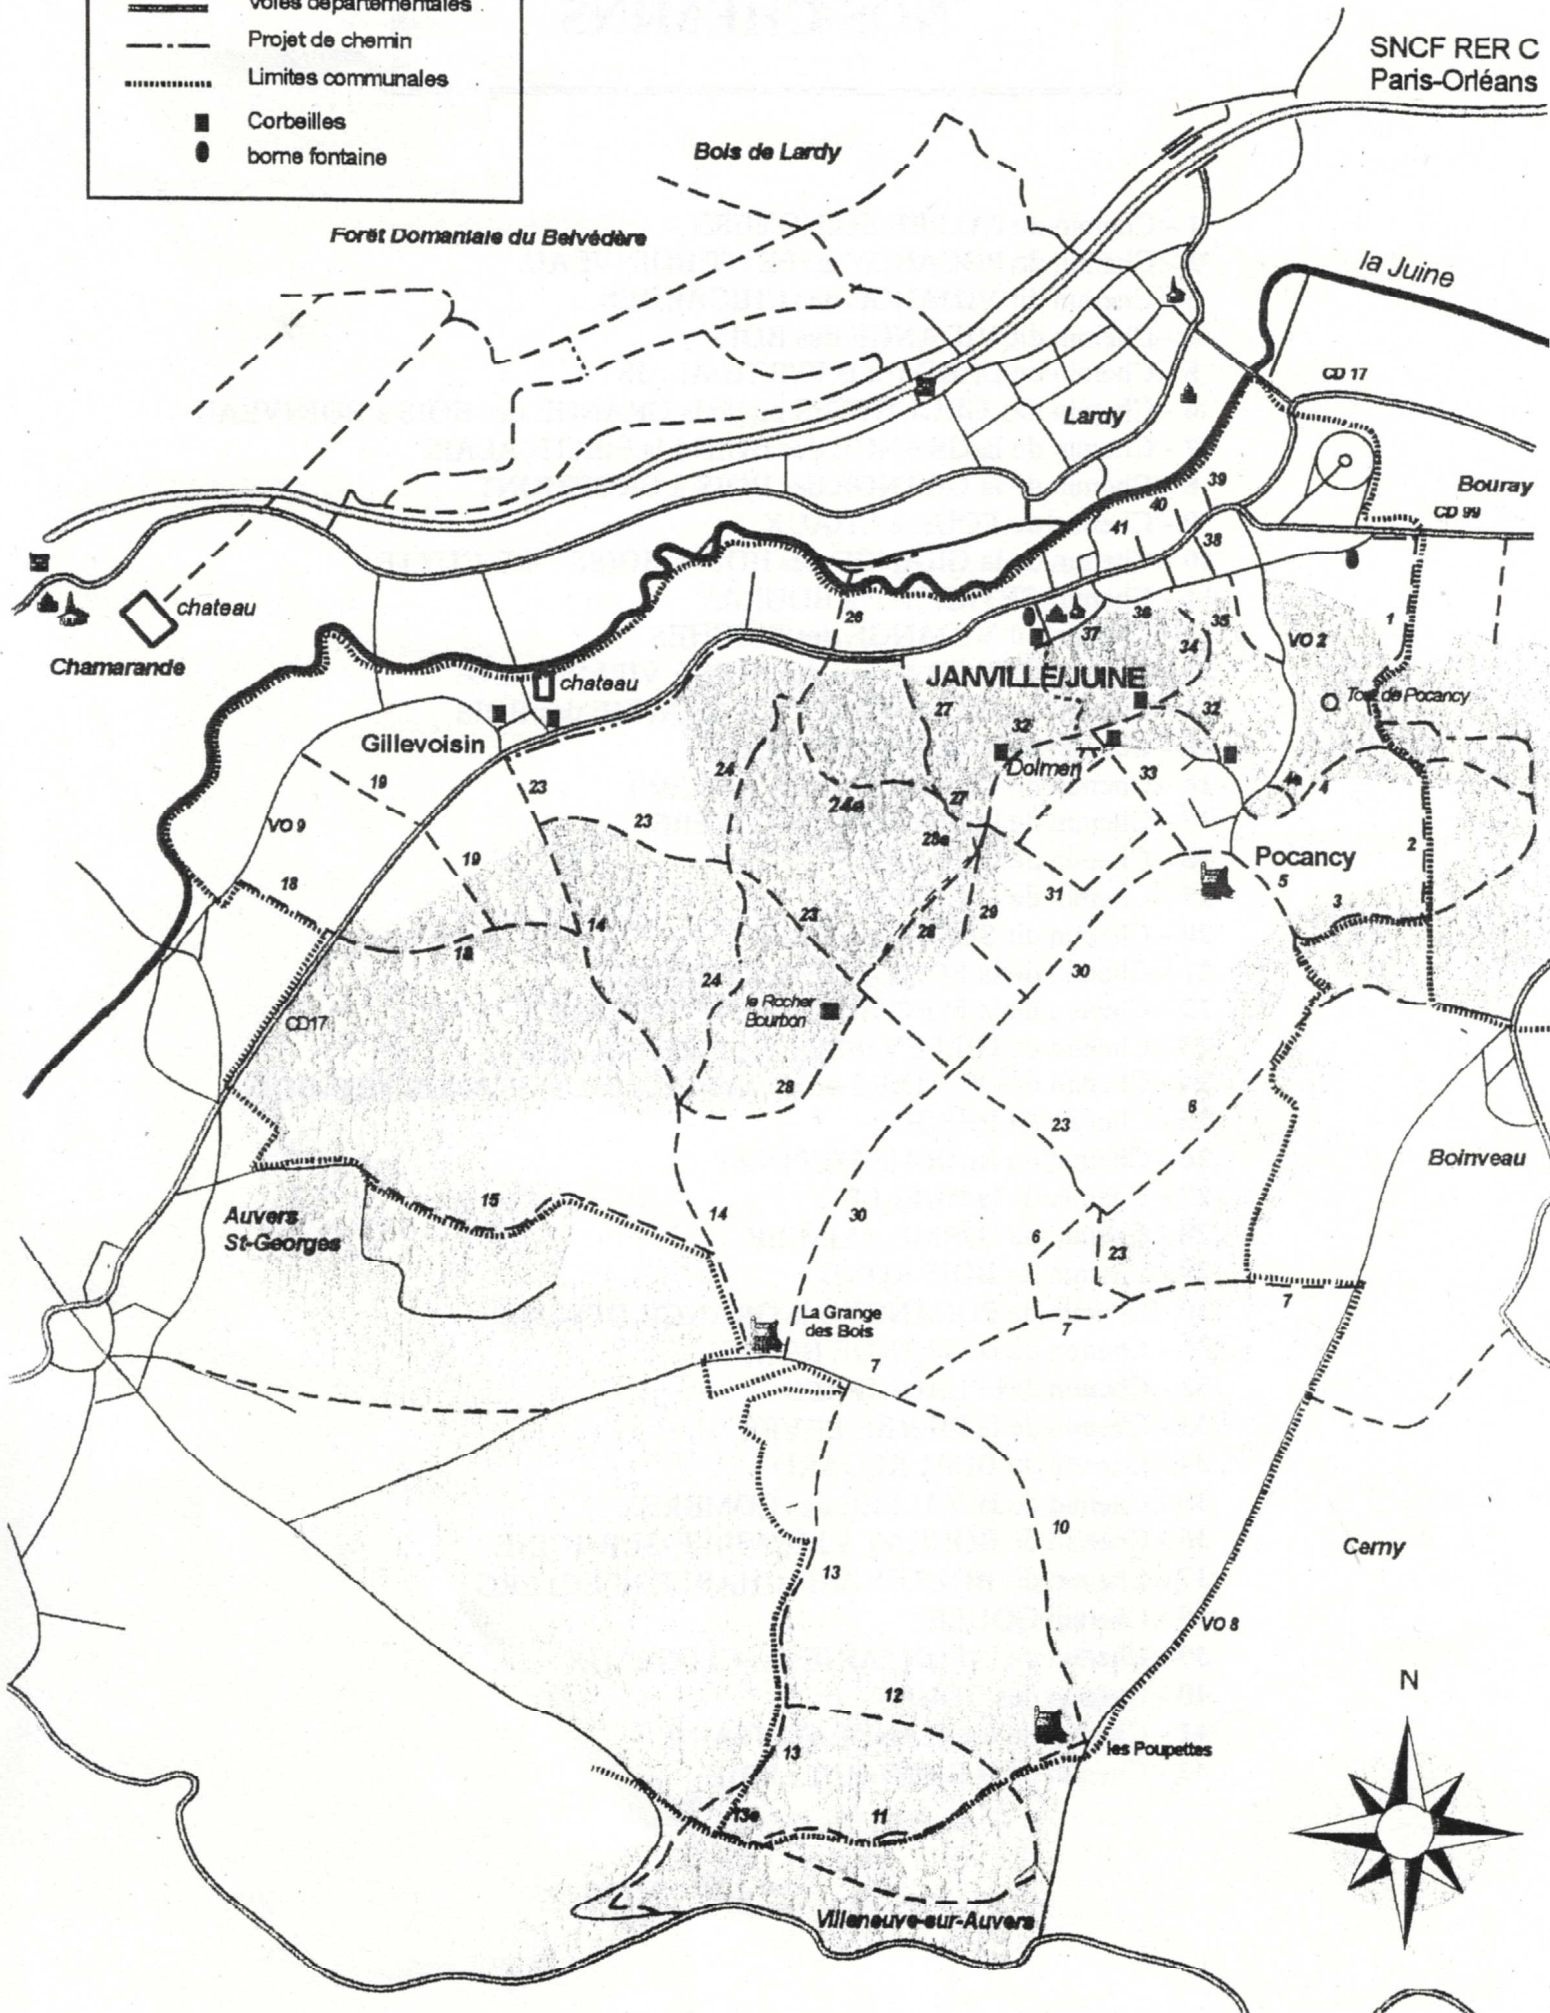 Voies départementales
Projet de chemin
Limites communales
Corbeilles
borne fontaine
SNCF RER C
Paris-Orléans
Bois de Lardy
Forêt Domaniale du Belvédère
la Juine
CD 17
Lardy
Bouray
CD 99
39
40
41
38
chateau
Chamarande
26
36
35
37
34
1
VO 2
JANVILLE/JUINE
chateau
Tour de Pocancy
27
32
32
Gillevoisin
Dolmen
24
33
19
23
4
27
24a
23
VO 9
28a
2
19
Pocancy
18
31
5
3
23
29
14
28
18
30
24
le Rocher
Bourbon
CD17
28
6
23
Boinveau
15
14
30
Auvers
St-Georges
6
23
7
La Grange
des Bois
7
7
10
13
Cerny
VO 8
N
12
13
les Poupettes
13a
11
Villeneuve-sur-Auvers